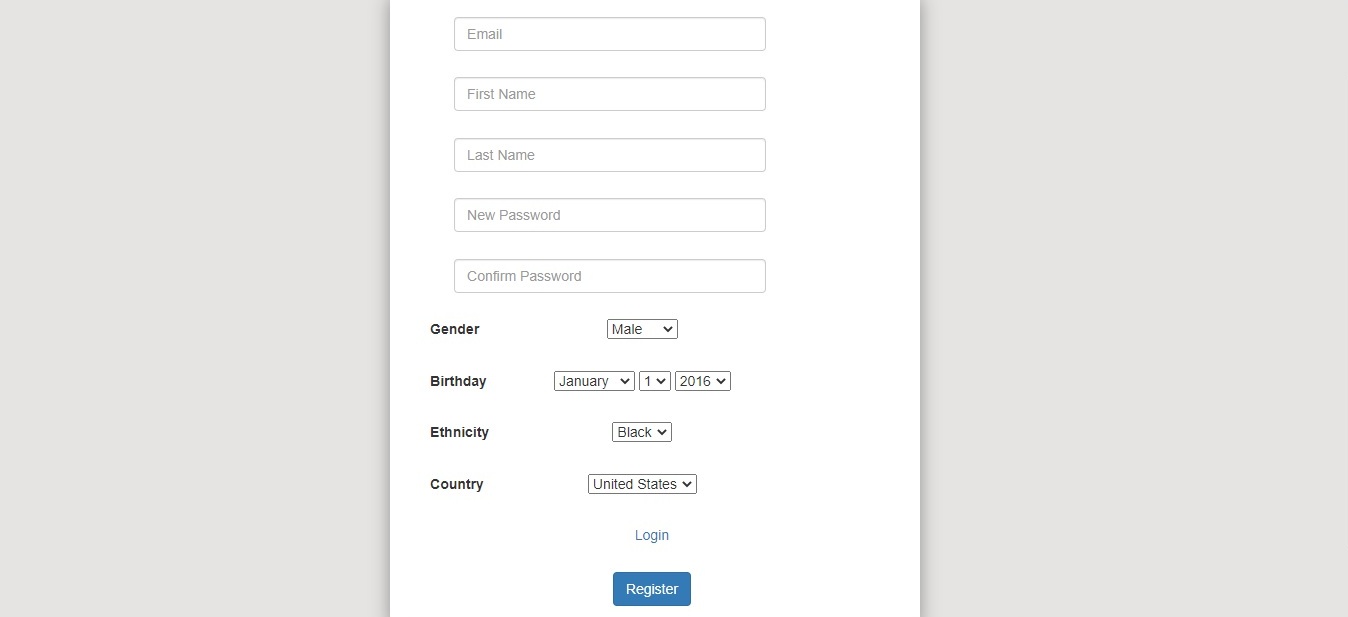 Email
First Name
Last Name
New Password
Confirm Password
Gender Male
Birthday January 1 2016
Ethnicity Black
Country United States
Login
Register